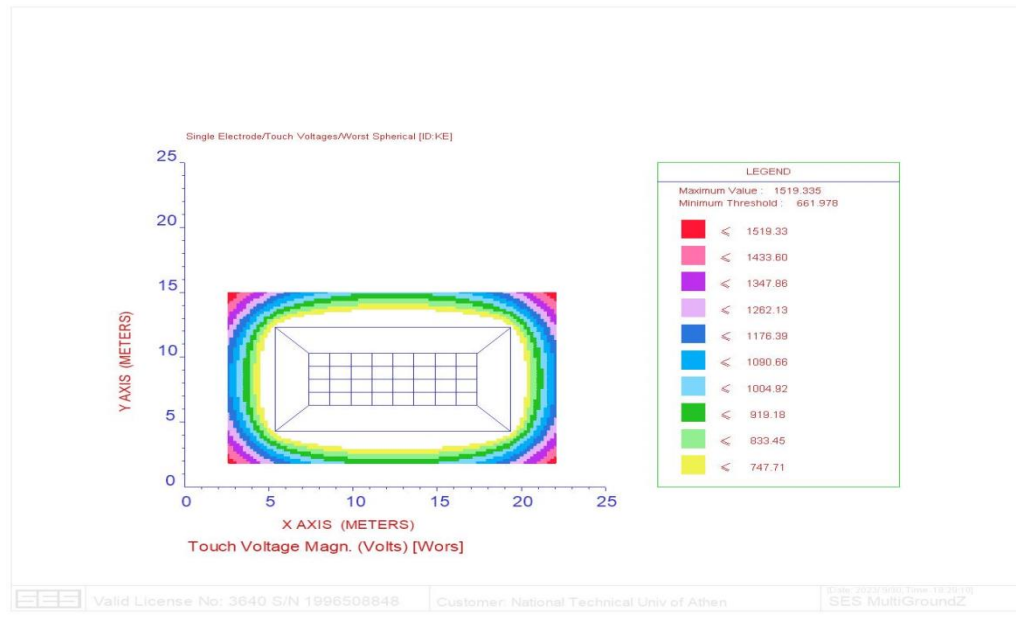 Single Electrode/Touch Voltages/Worst Spherical [ID:KE]
25
20
15
10
5
0
Y AXIS (METERS)
0 5 10 15 20 25
X AXIS (METERS)
Touch Voltage Magn. (Volts) [Wors]
LEGEND
Maximum Value : 1519.335
Minimum Threshold : 661.978
⩽ 1519.33
⩽ 1433.60
⩽ 1347.86
⩽ 1262.13
⩽ 1176.39
⩽ 1090.66
⩽ 1004.92
⩽ 919.18
⩽ 833.45
⩽ 747.71
SES Valid License No: 3640 S/N 1996508848
Customer: National Technical Univ of Athen
SES MultiGroundZ